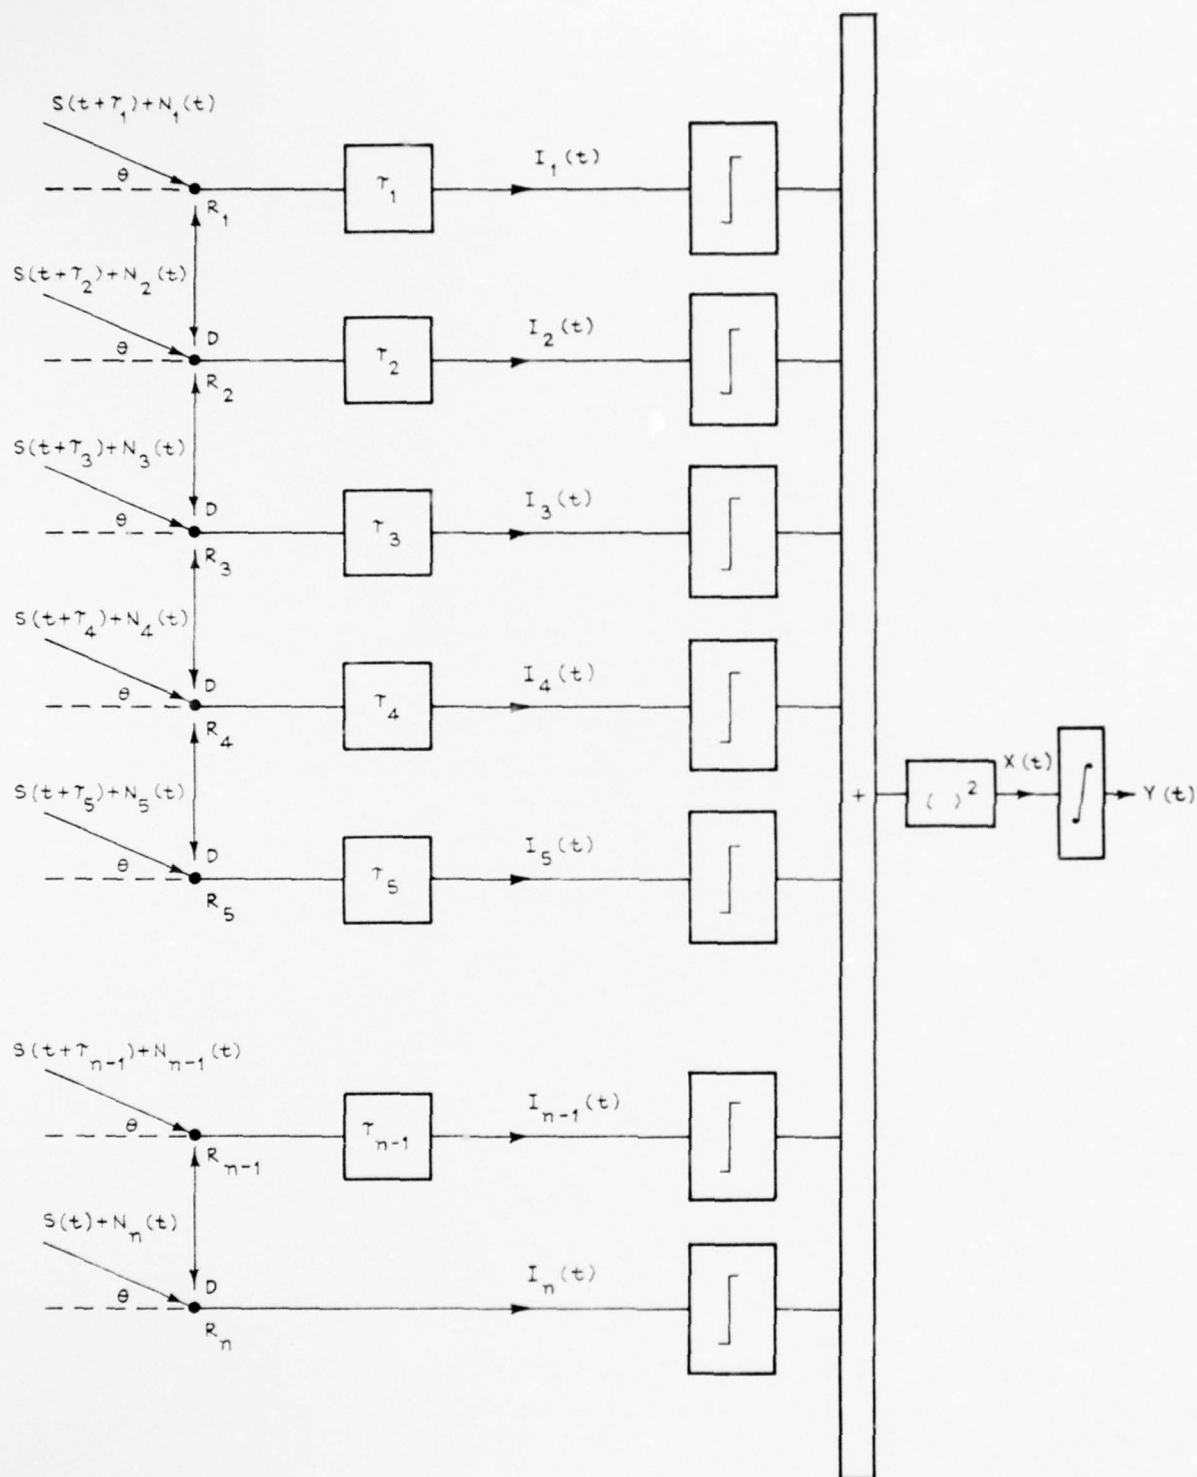 S(t+τ₁)+N₁(t)
θ
R₁
τ₁
I₁(t)
S(t+τ₂)+N₂(t)
θ
D
R₂
τ₂
I₂(t)
S(t+τ₃)+N₃(t)
θ
D
R₃
τ₃
I₃(t)
S(t+τ₄)+N₄(t)
θ
D
R₄
τ₄
I₄(t)
+
( )²
X(t)
Y(t)
S(t+τ₅)+N₅(t)
θ
D
R₅
τ₅
I₅(t)
S(t+τₙ₋₁)+Nₙ₋₁(t)
θ
Rₙ₋₁
τₙ₋₁
Iₙ₋₁(t)
S(t)+Nₙ(t)
θ
D
Rₙ
Iₙ(t)